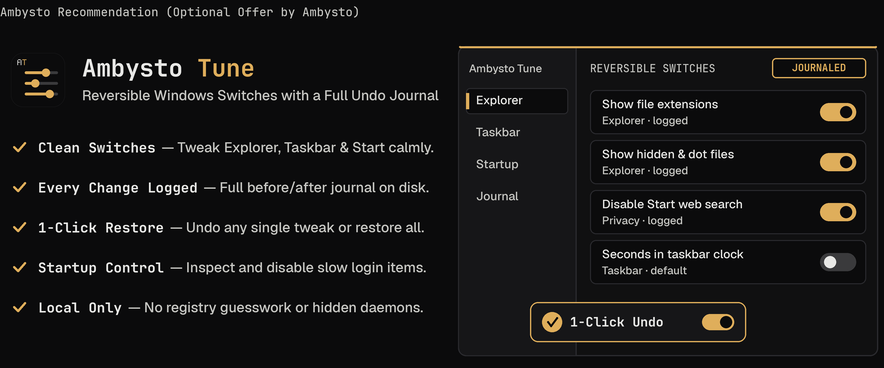 Ambysto Recommendation (Optional Offer by Ambysto)
AT
Ambysto Tune
Reversible Windows Switches with a Full Undo Journal
Clean Switches — Tweak Explorer, Taskbar & Start calmly.
Every Change Logged — Full before/after journal on disk.
1-Click Restore — Undo any single tweak or restore all.
Startup Control — Inspect and disable slow login items.
Local Only — No registry guesswork or hidden daemons.
Ambysto Tune
Explorer
Taskbar
Startup
Journal
REVERSIBLE SWITCHES
JOURNALED
Show file extensions
Explorer · logged
Show hidden & dot files
Explorer · logged
Disable Start web search
Privacy · logged
Seconds in taskbar clock
Taskbar · default
1-Click Undo